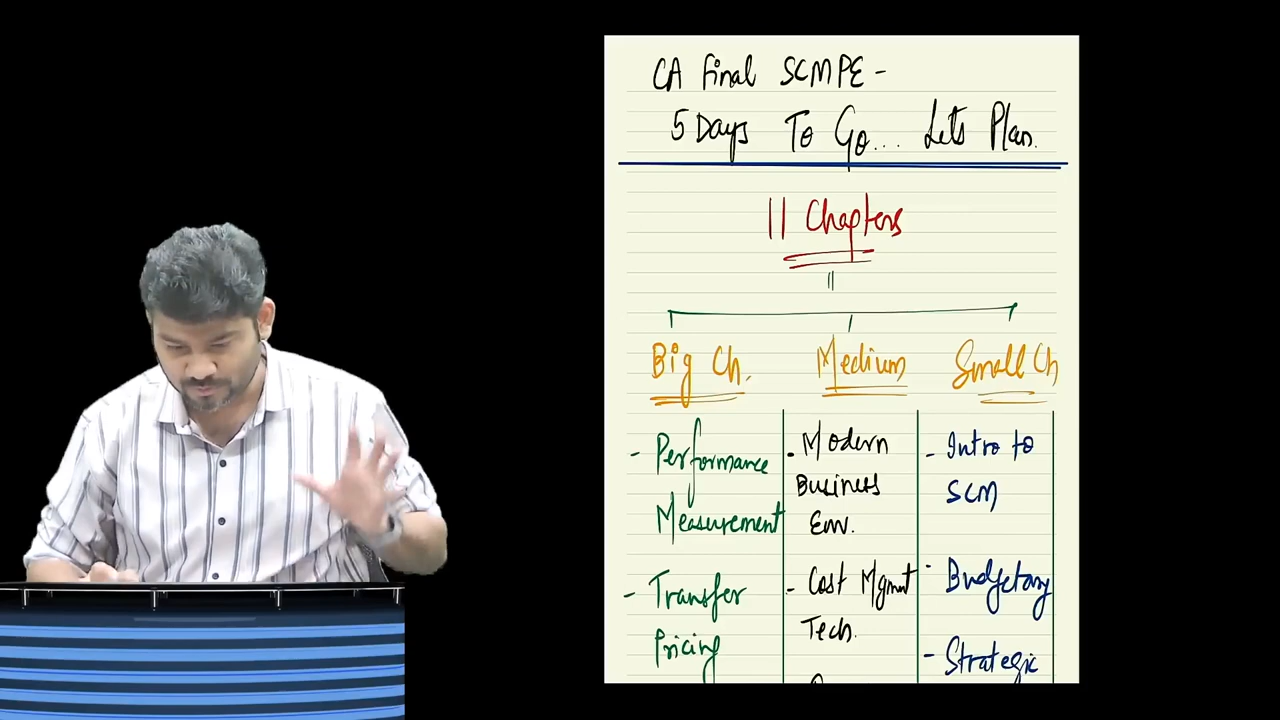 CA Final SCMPE -
5 Days To Go... Lets Plan.
11 Chapters
Big Ch.
Medium
Small Ch
- Performance
Measurement
- Transfer
Pricing
. Modern
Business
Env.
- Cost Mgmnt
Tech.
- Intro to
SCM
- Budgetary
- Strategic